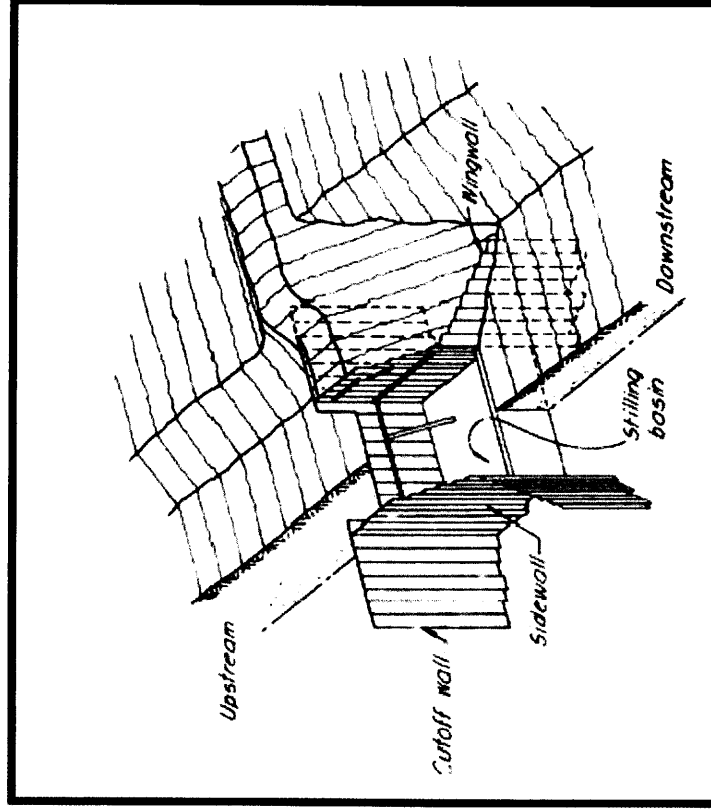 Upstream
Cutoff wall
Sidewall
Stilling
basin
Downstream
Wingwall